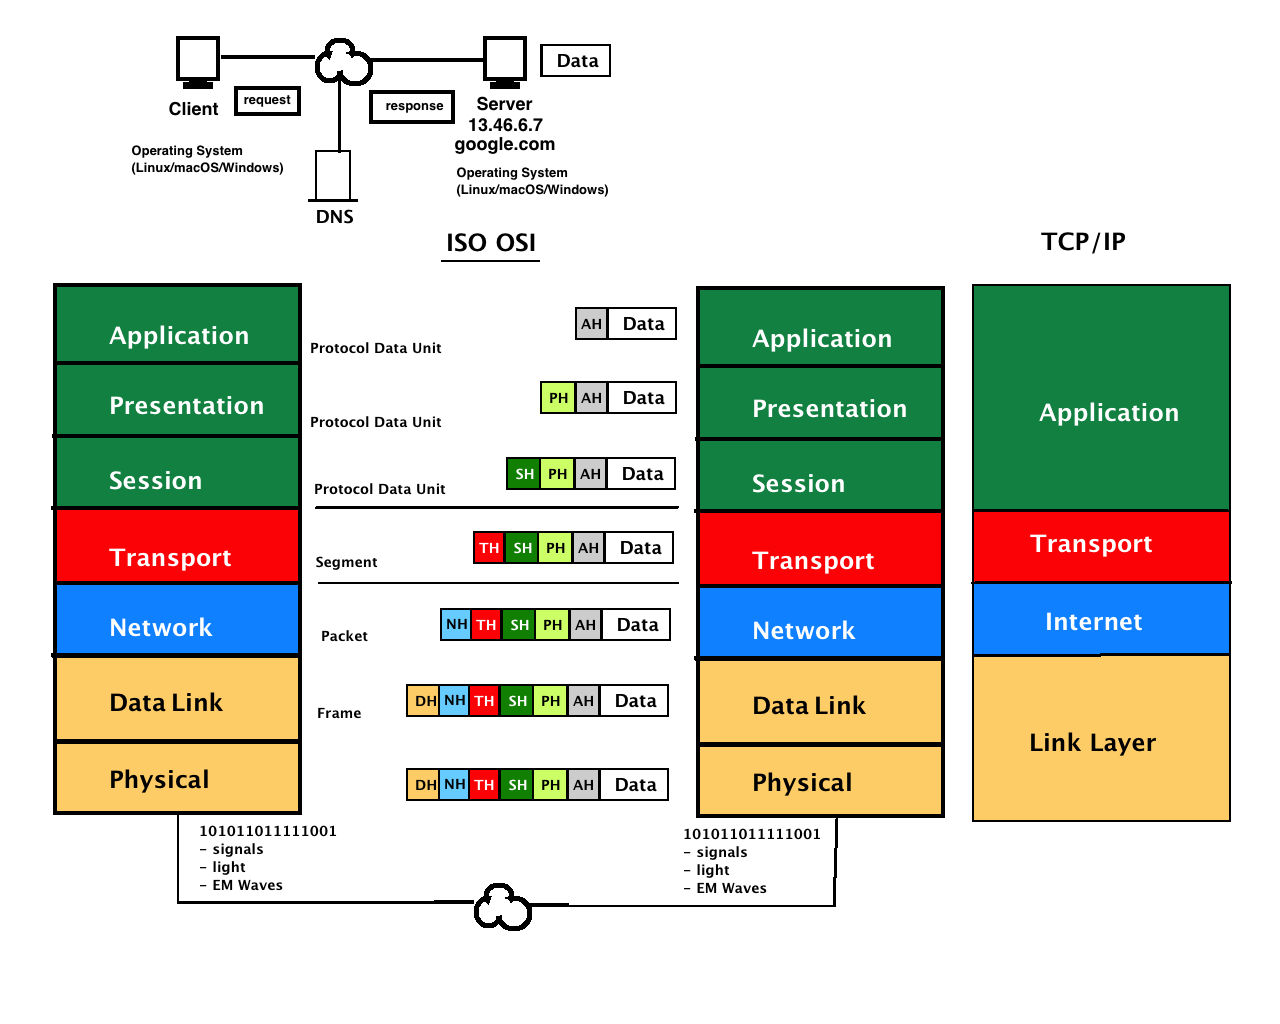 Data
Client
request
response
Server
13.46.6.7
google.com
Operating System
(Linux/macOS/Windows)
Operating System
(Linux/macOS/Windows)
DNS
ISO OSI
TCP/IP
Application
Presentation
Session
Transport
Network
Data Link
Physical
Protocol Data Unit
AH Data
Protocol Data Unit
PH AH Data
Protocol Data Unit
SH PH AH Data
Segment
TH SH PH AH Data
Packet
NH TH SH PH AH Data
Frame
DH NH TH SH PH AH Data
DH NH TH SH PH AH Data
Application
Presentation
Session
Transport
Network
Data Link
Physical
Application
Transport
Internet
Link Layer
101011011111001
- signals
- light
- EM Waves
101011011111001
- signals
- light
- EM Waves